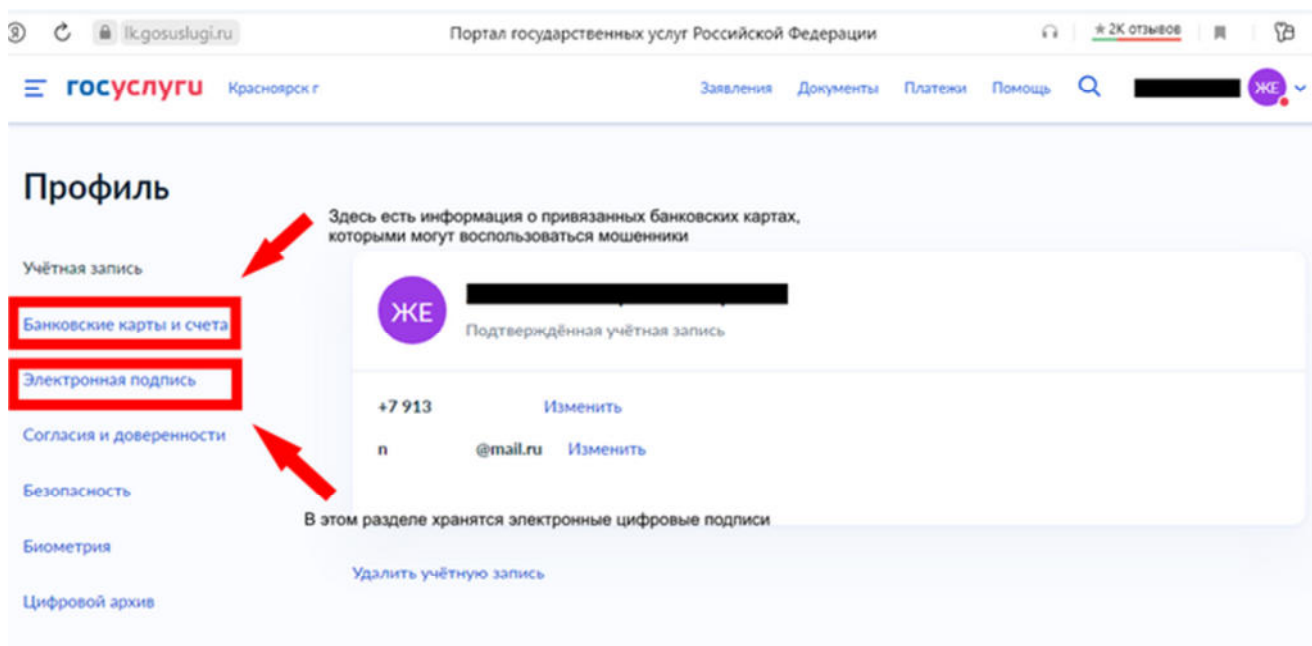 lk.gosuslugi.ru Портал государственных услуг Российской Федерации ★ 2К отзывов
госуслуги Красноярск г Заявления Документы Платежи Помощь ЖЕ
Профиль
Здесь есть информация о привязанных банковских картах,
которыми могут воспользоваться мошенники
Учётная запись
ЖЕ
Подтверждённая учётная запись
Банковские карты и счета
Электронная подпись
+7 913 Изменить
Согласия и доверенности
n @mail.ru Изменить
Безопасность
В этом разделе хранятся электронные цифровые подписи
Биометрия
Удалить учётную запись
Цифровой архив